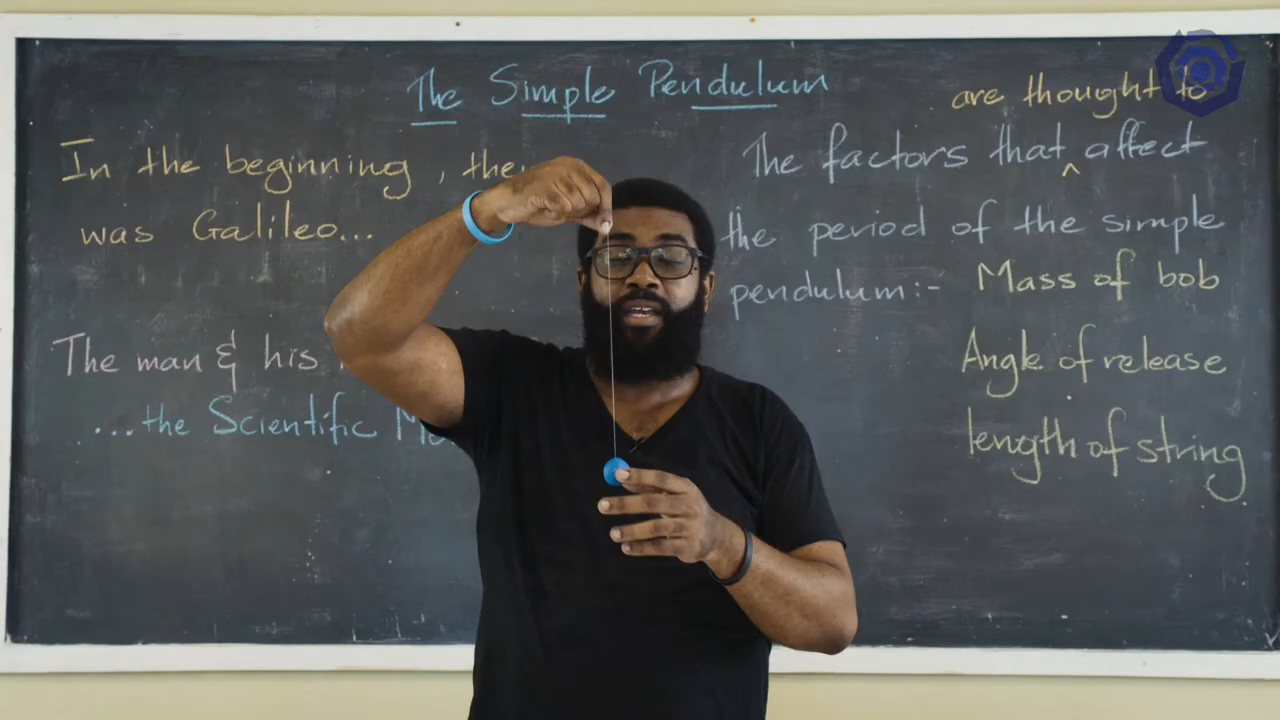 The Simple Pendulum
In the beginning, the
was Galileo...
The man & his
...the Scientific
are thought to
The factors that ^ affect
the period of the simple
pendulum:-
Mass of bob
Angle of release
length of string